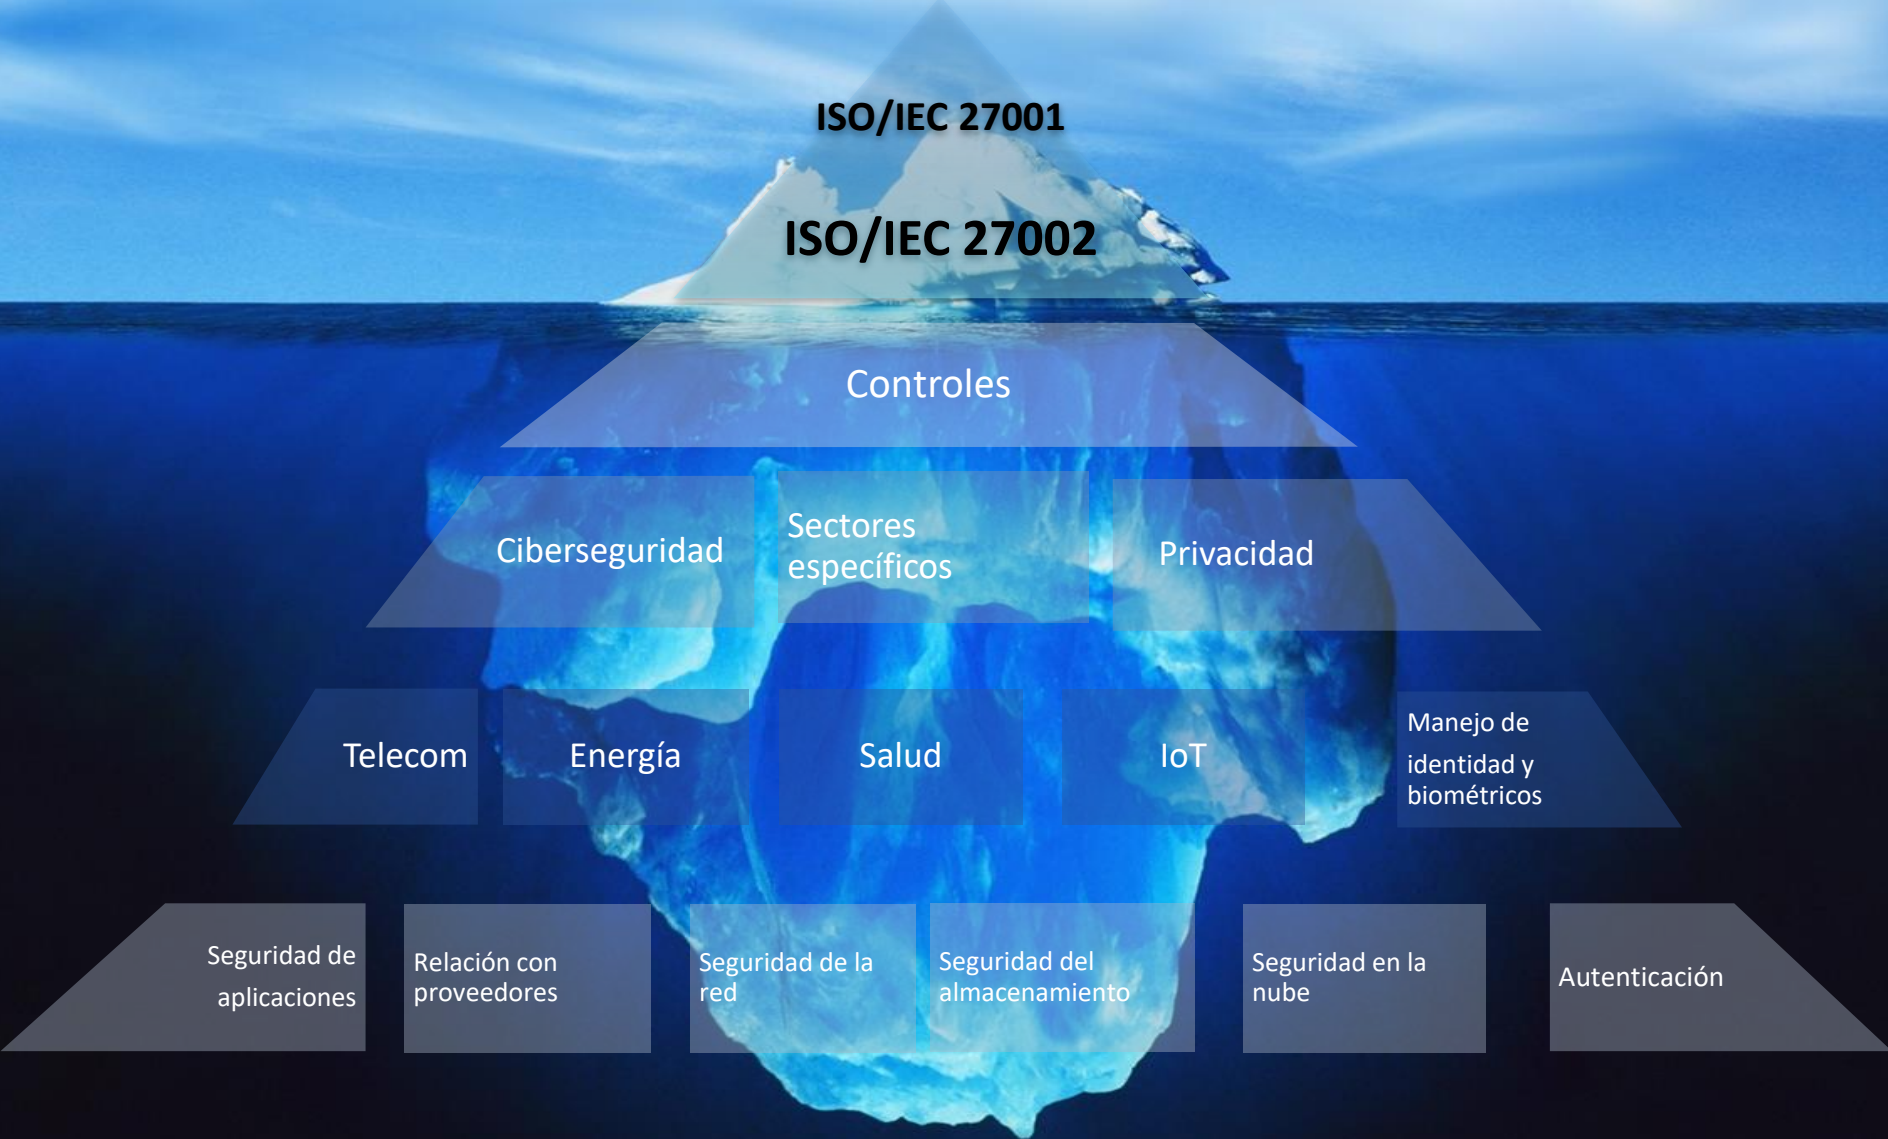 ISO/IEC 27001
ISO/IEC 27002
Controles
Ciberseguridad
Sectores
específicos
Privacidad
Telecom
Energía
Salud
IoT
Manejo de
identidad y
biométricos
Seguridad de
aplicaciones
Relación con
proveedores
Seguridad de la
red
Seguridad del
almacenamiento
Seguridad en la
nube
Autenticación